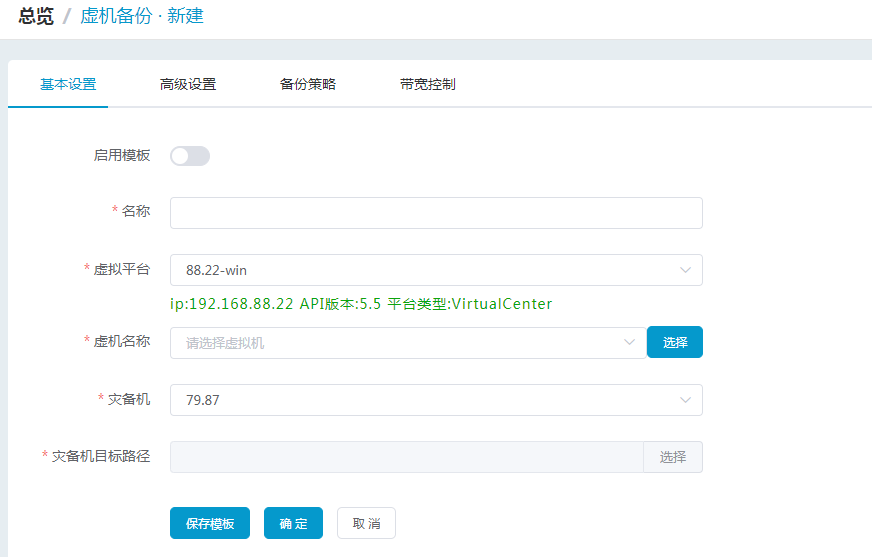 总览 / 虚机备份 · 新建
基本设置 高级设置 备份策略 带宽控制
启用模板
* 名称
* 虚拟平台 88.22-win
ip:192.168.88.22 API版本:5.5 平台类型:VirtualCenter
* 虚机名称 请选择虚拟机 选择
* 灾备机 79.87
* 灾备机目标路径 选择
保存模板 确 定 取 消